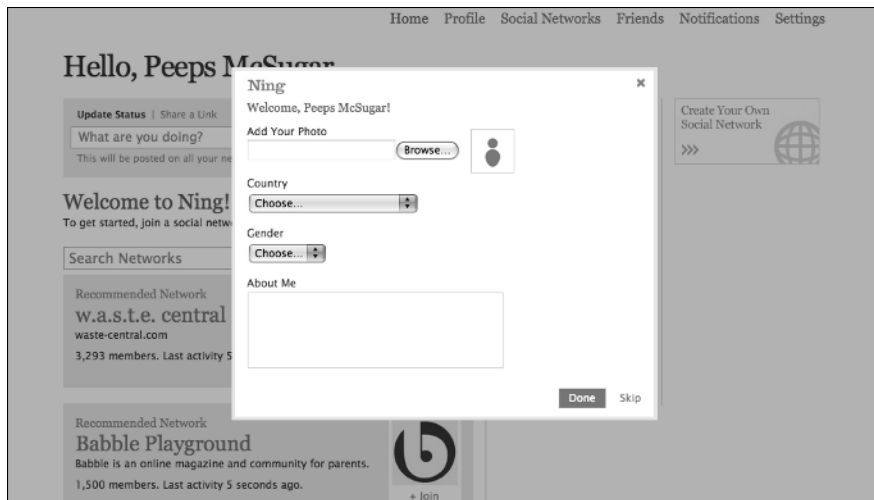 Home Profile Social Networks Friends Notifications Settings
Hello, Peeps McSugar
Update Status | Share a Link
What are you doing?
This will be posted on all your ne
Welcome to Ning!
To get started, join a social netw
Search Networks
Recommended Network
w.a.s.t.e. central
waste-central.com
3,293 members. Last activity 5
Recommended Network
Babble Playground
Babble is an online magazine and community for parents.
1,500 members. Last activity 5 seconds ago.
+ Join
Ning
Welcome, Peeps McSugar!
Add Your Photo
Browse...
Country
Choose...
Gender
Choose...
About Me
Done Skip
Create Your Own
Social Network
>>>